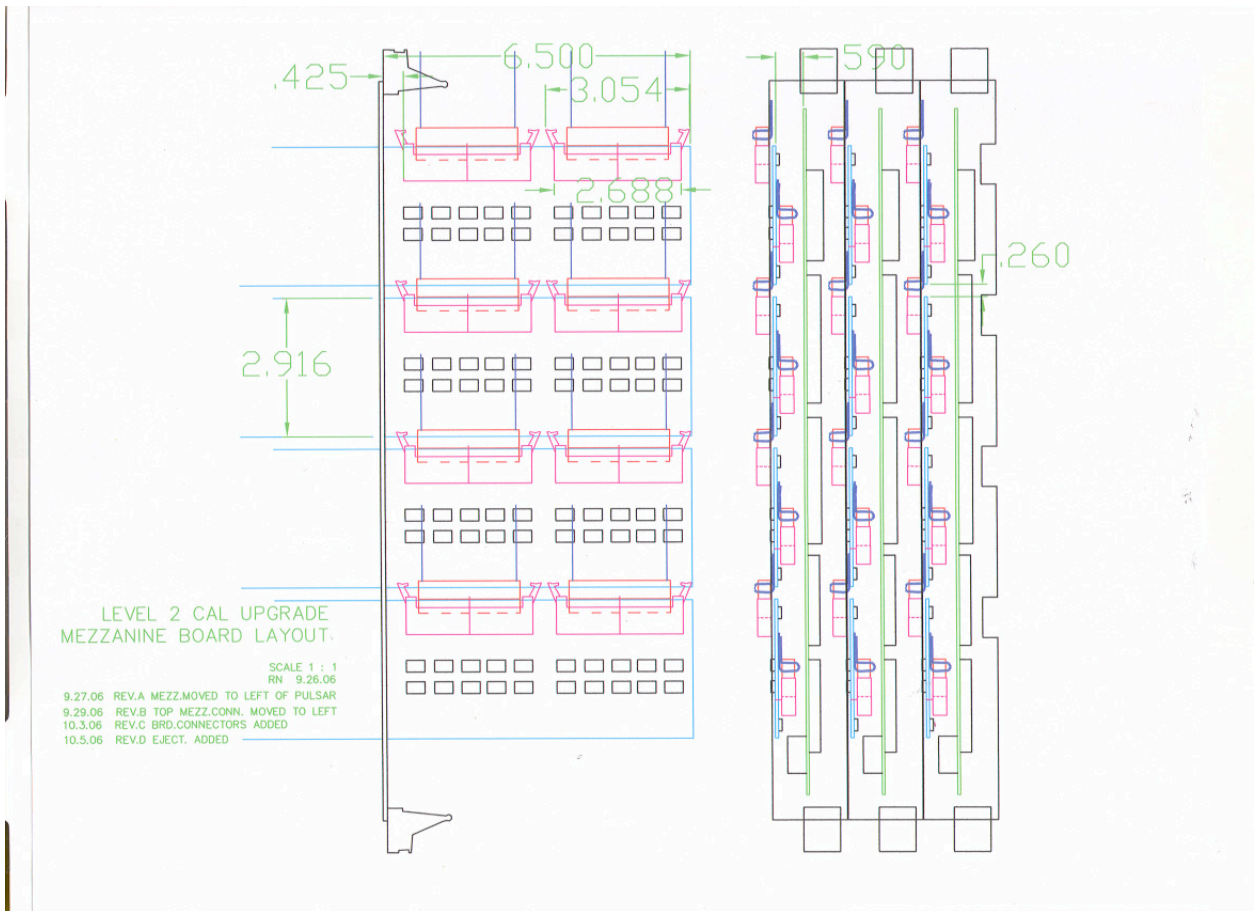 6.500
.425
3.054
590
2.688
.260
2.916
LEVEL 2 CAL UPGRADE
MEZZANINE BOARD LAYOUT
SCALE 1 : 1
RN 9.26.06
9.27.06 REV.A MEZZ.MOVED TO LEFT OF PULSAR
9.29.06 REV.B TOP MEZZ.CONN. MOVED TO LEFT
10.3.06 REV.C BRD.CONNECTORS ADDED
10.5.06 REV.D EJECT. ADDED